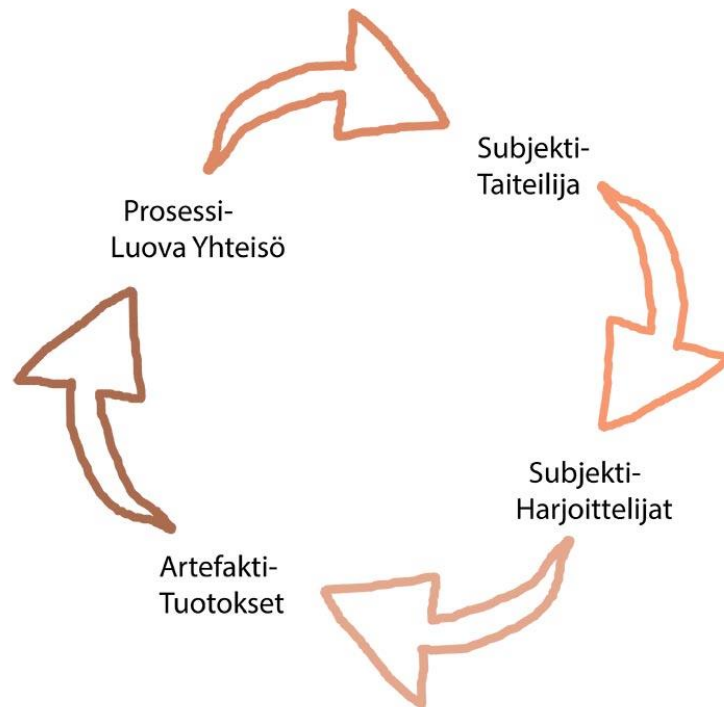 Subjekti-
Taiteilija
Prosessi-
Luova Yhteisö
Subjekti-
Harjoittelijat
Artefakti-
Tuotokset